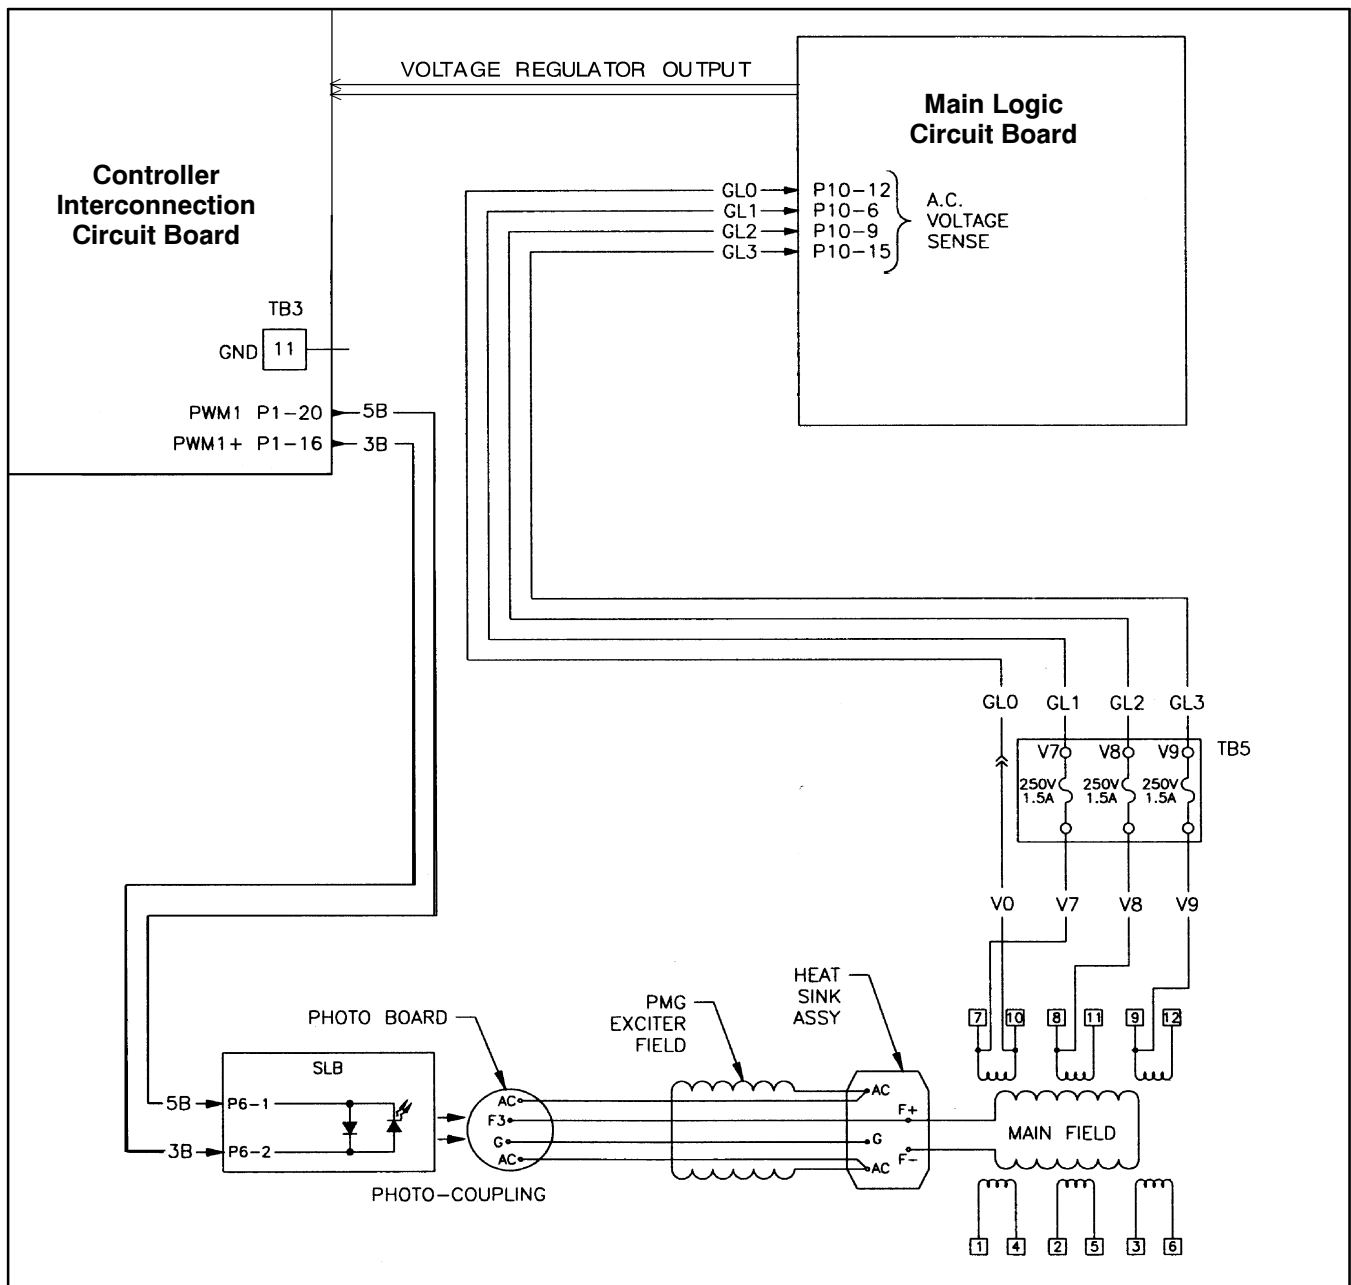 VOLTAGE REGULATOR OUTPUT
Main Logic
Circuit Board
Controller
Interconnection
Circuit Board
GL0 P10-12
GL1 P10-6
GL2 P10-9
GL3 P10-15
A.C.
VOLTAGE
SENSE
TB3
GND 11
PWM1 P1-20 5B
PWM1+ P1-16 3B
GL0 GL1 GL2 GL3
V7 V8 V9 TB5
250V 250V 250V
1.5A 1.5A 1.5A
V0 V7 V8 V9
HEAT
SINK
ASSY
PMG
EXCITER
FIELD
PHOTO BOARD
7 10 8 11 9 12
SLB
5B P6-1
3B P6-2
AC
F3
G
AC
AC
F+
G
F-
AC
MAIN FIELD
PHOTO-COUPLING
1 4 2 5 3 6